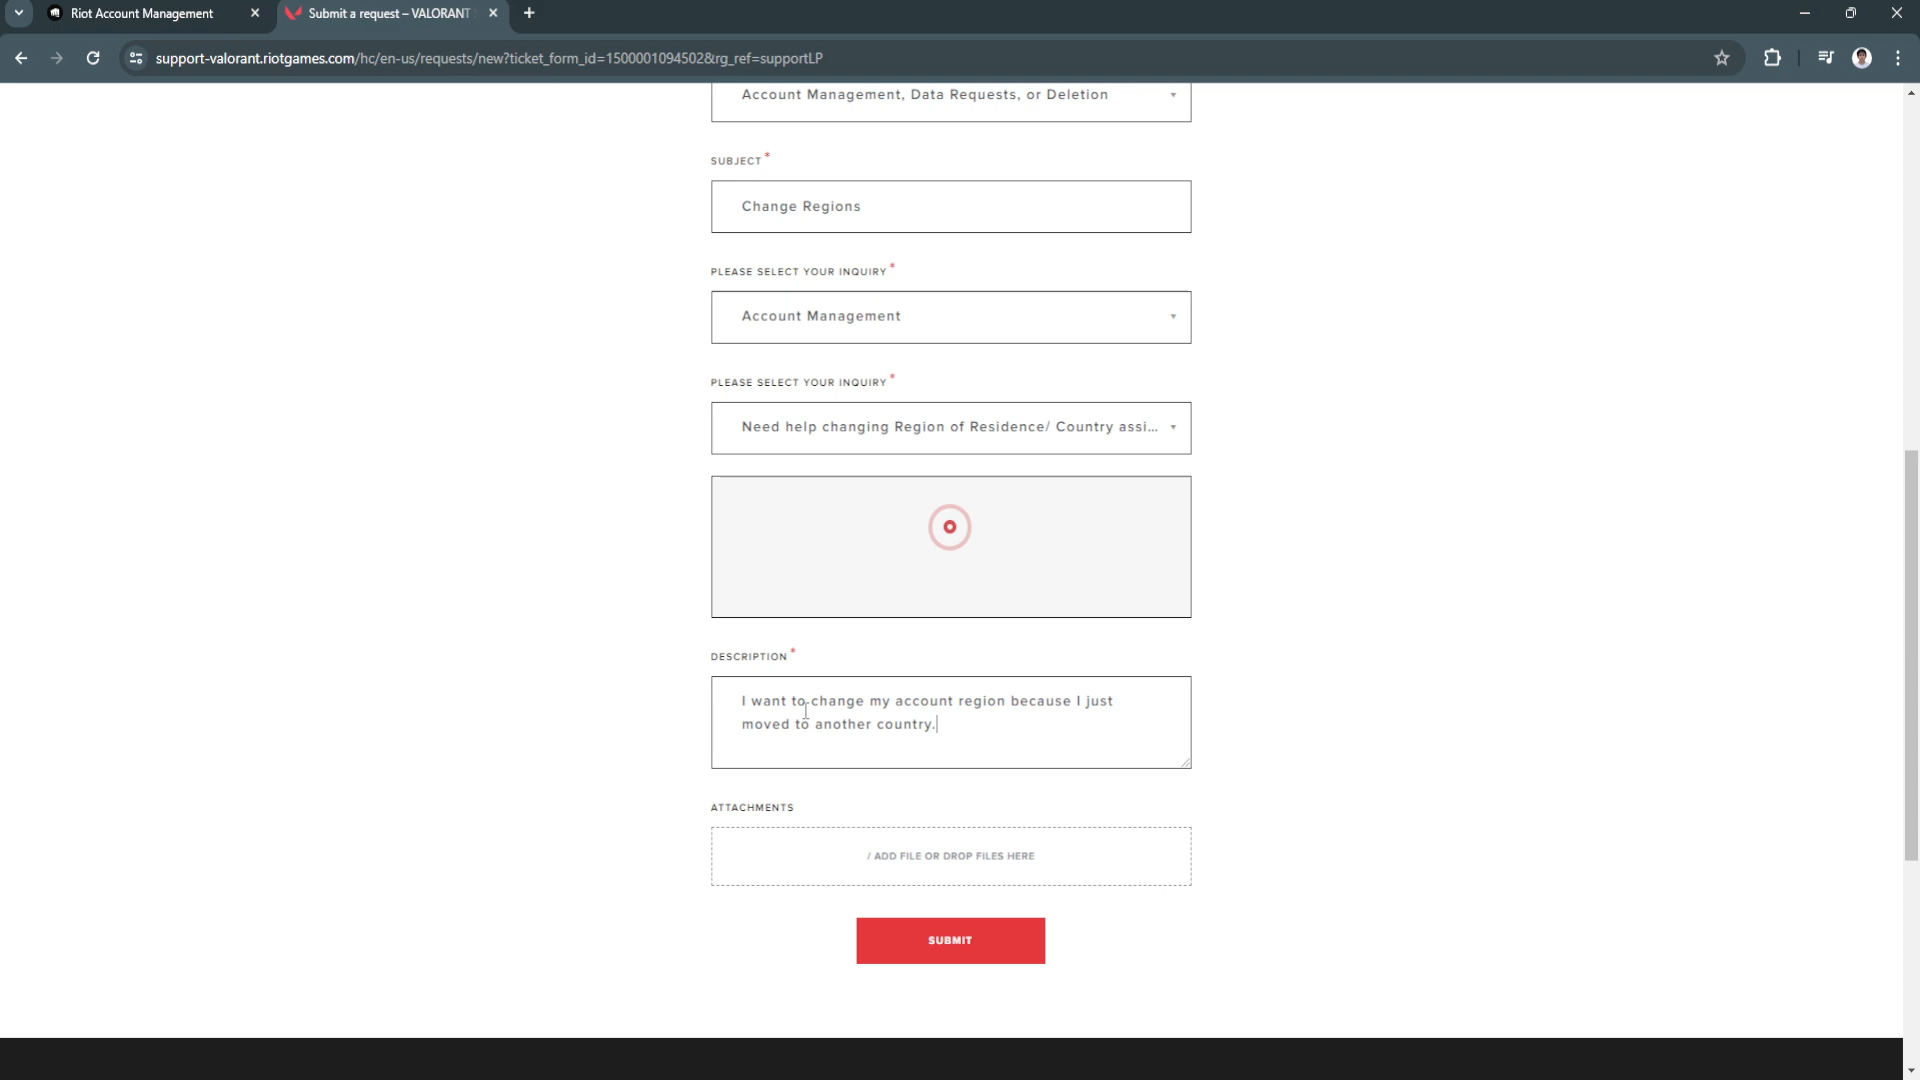 Riot Account Management
Submit a request – VALORANT
support-valorant.riotgames.com/hc/en-us/requests/new?ticket_form_id=1500001094502&rg_ref=supportLP
Account Management, Data Requests, or Deletion
SUBJECT*
Change Regions
PLEASE SELECT YOUR INQUIRY*
Account Management
PLEASE SELECT YOUR INQUIRY*
Need help changing Region of Residence/ Country assi...
DESCRIPTION*
I want to change my account region because I just
moved to another country.
ATTACHMENTS
/ ADD FILE OR DROP FILES HERE
SUBMIT